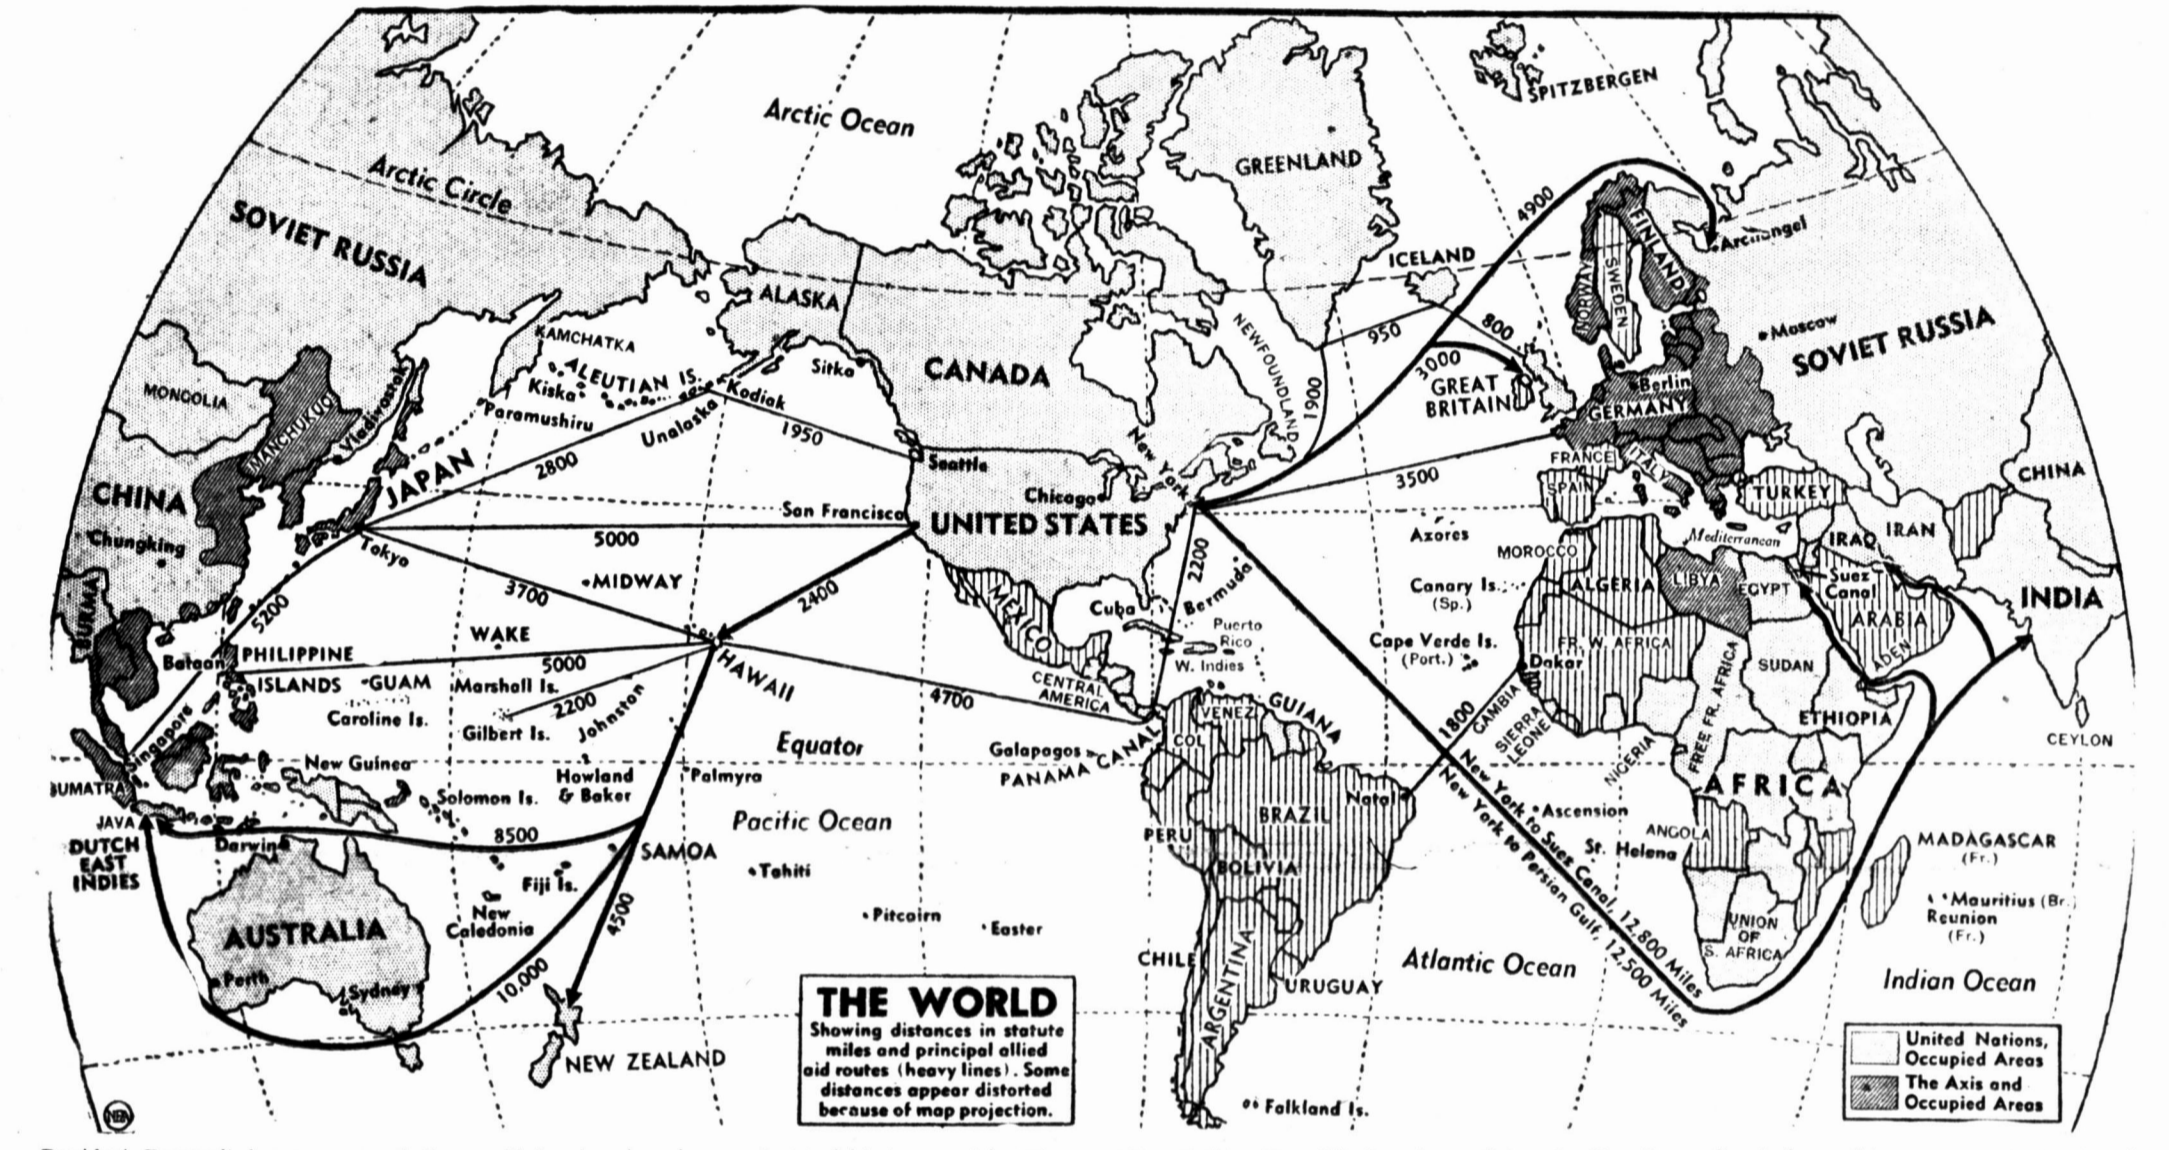 Arctic Ocean
SPITZBERGEN
GREENLAND
Arctic Circle
SOVIET RUSSIA
4900
FINLAND
Archangel
ICELAND
NORWAY
SWEDEN
ALASKA
KAMCHATKA
NEWFOUNDLAND
950
800
Moscow
SOVIET RUSSIA
MONGOLIA
MANCHUKUO
Vladivostok
ALEUTIAN IS.
Kiska
Sitka
CANADA
3000
GREAT
BRITAIN
Berlin
GERMANY
Paramushiru
Unalaska
Kodiak
1950
1900
2800
JAPAN
Seattle
New York
Chicago
3500
FRANCE
ITALY
SPAIN
TURKEY
CHINA
CHINA
Chungking
San Francisco
UNITED STATES
5000
Tokyo
Azores
Mediterranean
MOROCCO
IRAQ
IRAN
BURMA
5200
3700
MIDWAY
2400
MEXICO
2200
Cuba
Bermuda
Canary Is.
(Sp.)
ALGERIA
LIBYA
EGYPT
Suez
Canal
ARABIA
ADEN
INDIA
Bataan
PHILIPPINE
ISLANDS
WAKE
5000
HAWAII
Puerto
Rico
W. Indies
Cape Verde Is.
(Port.)
FR. W. AFRICA
Dakar
SUDAN
GUAM
Marshall Is.
Caroline Is.
2200
Gilbert Is.
Johnston
4700
CENTRAL
AMERICA
VENEZ
GUIANA
COL
1800
GAMBIA
SIERRA
LEONE
NIGERIA
FREE FR. AFRICA
ETHIOPIA
CEYLON
Singapore
SUMATRA
New Guinea
Equator
Howland
& Baker
Palmyra
Galapagos
PANAMA CANAL
Natal
AFRICA
JAVA
DUTCH
EAST
INDIES
Darwin
Solomon Is.
8500
Pacific Ocean
SAMOA
Tahiti
PERU
BRAZIL
BOLIVIA
Ascension
St. Helena
ANGOLA
MADAGASCAR
(Fr.)
Fiji Is.
New
Caledonia
4500
Pitcairn
Easter
New York to Suez Canal, 12,800 Miles
New York to Persian Gulf, 12,500 Miles
UNION
OF
S. AFRICA
Mauritius (Br.)
Reunion
(Fr.)
AUSTRALIA
Perth
Sydney
10,000
CHILE
ARGENTINA
URUGUAY
Atlantic Ocean
Indian Ocean
NEW ZEALAND
THE WORLD
Showing distances in statute
miles and principal allied
aid routes (heavy lines). Some
distances appear distorted
because of map projection.
Falkland Is.
United Nations,
Occupied Areas
The Axis and
Occupied Areas
NEA